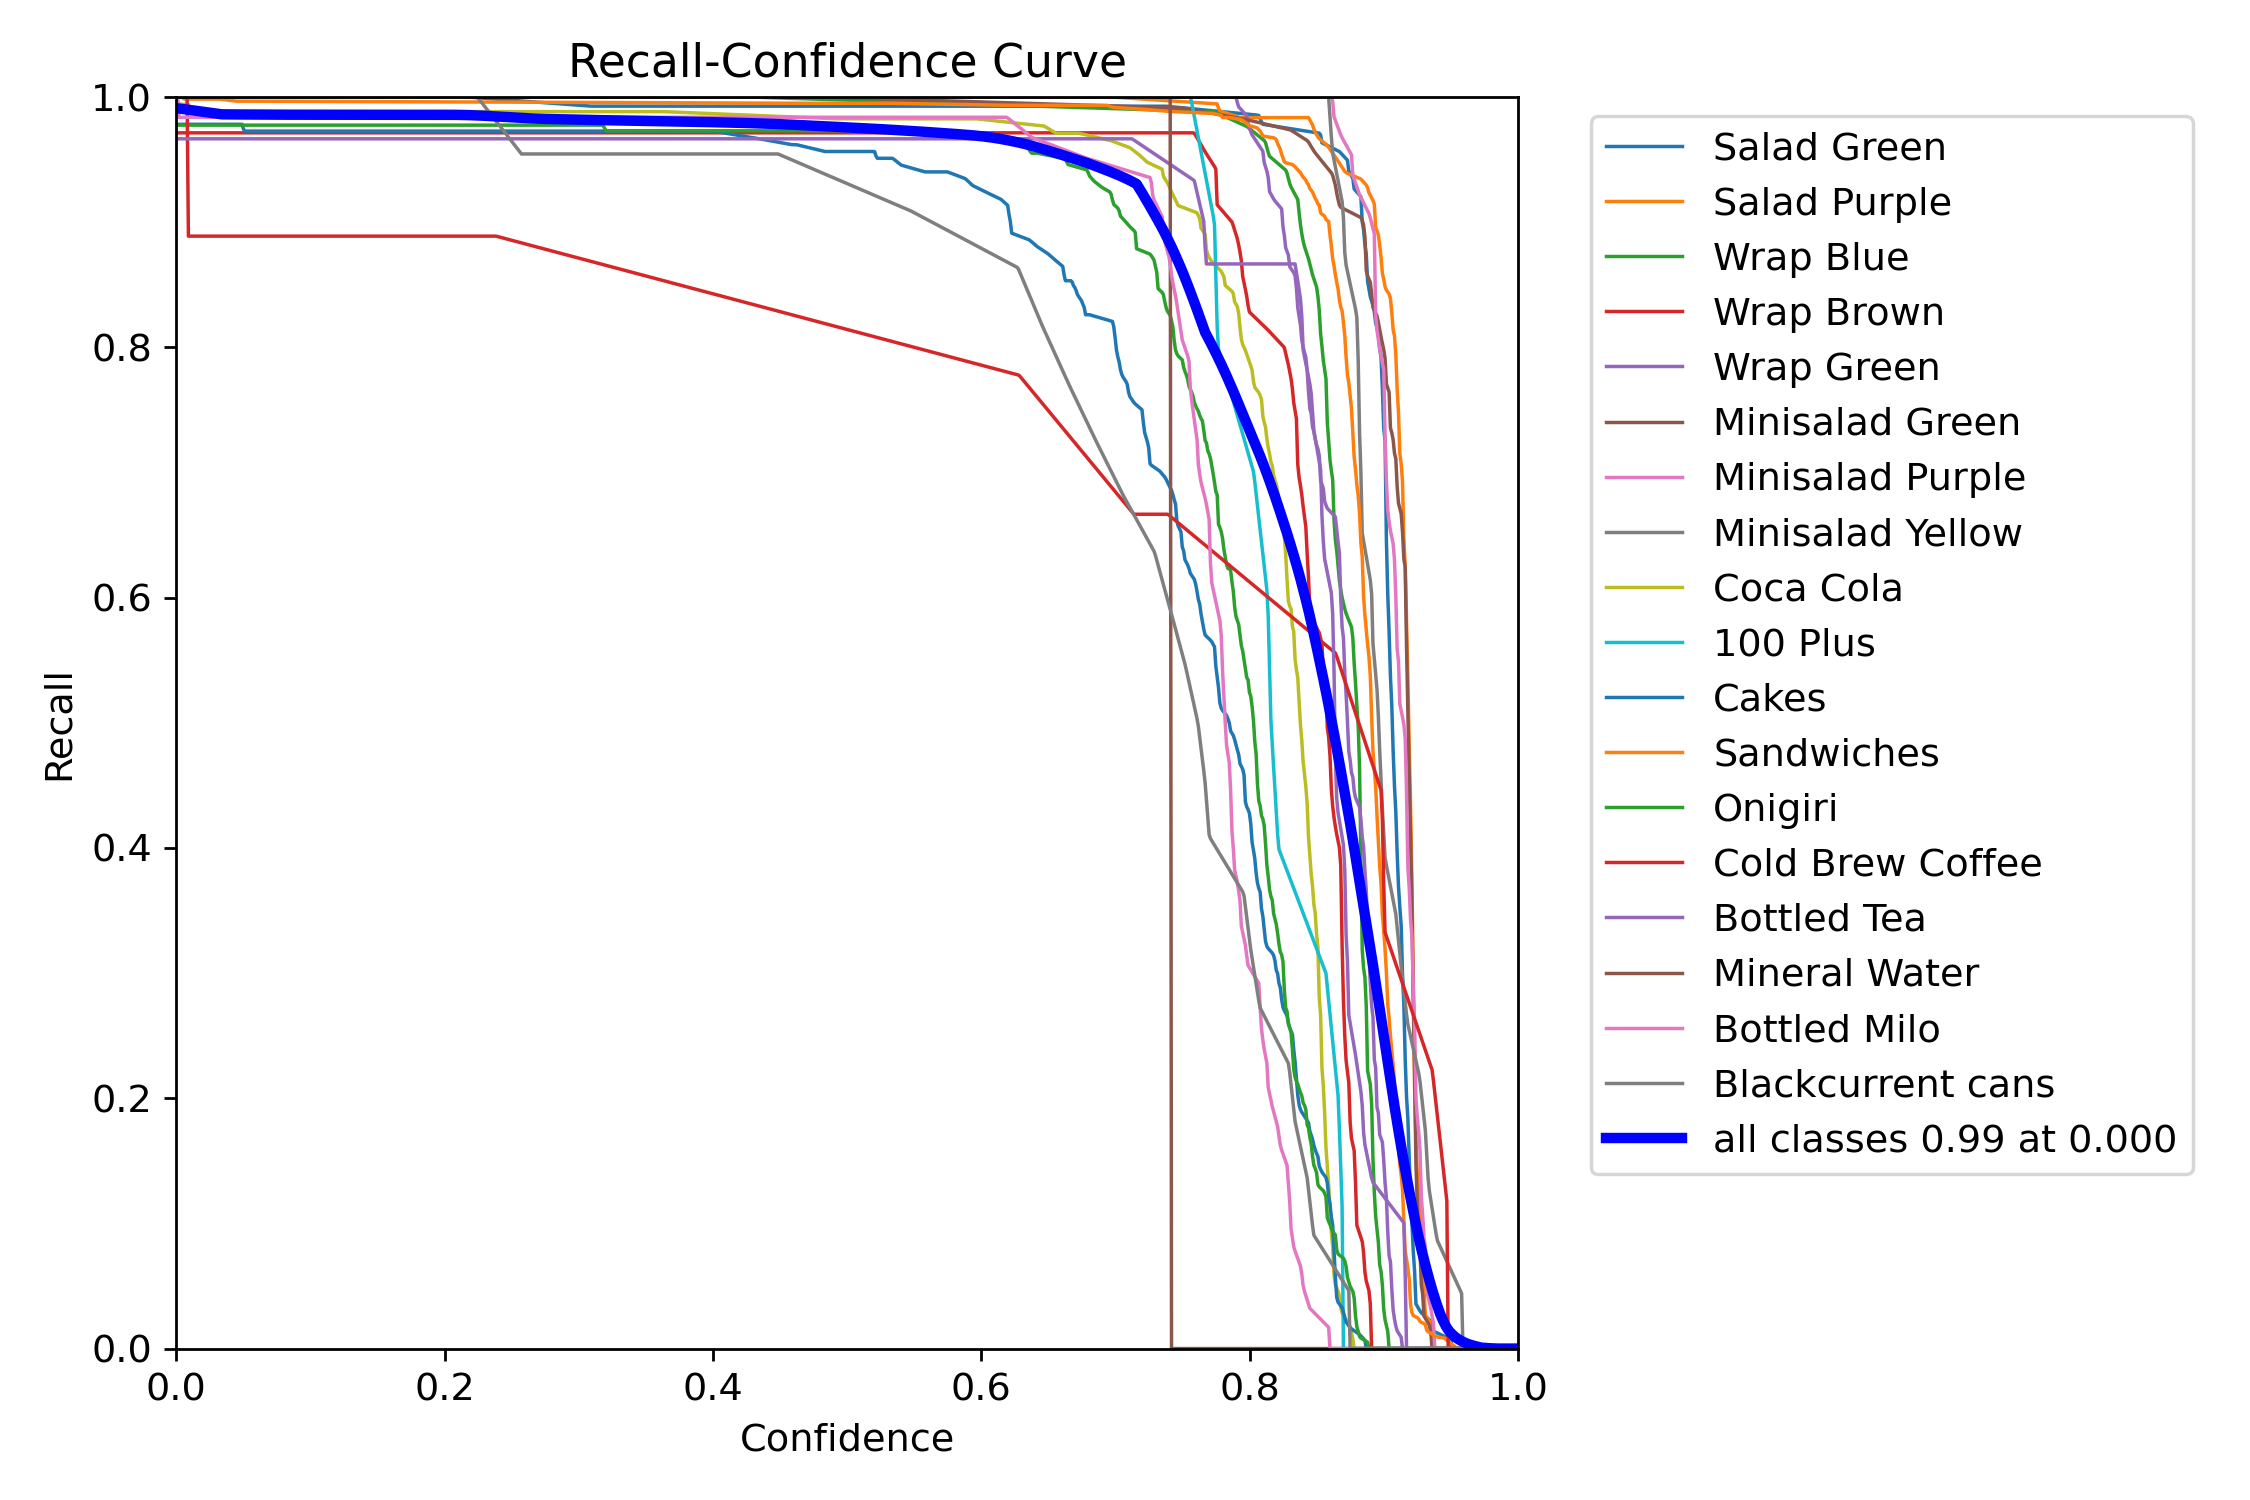 Recall-Confidence Curve
1.0
0.8
0.6
0.4
0.2
0.0
Recall
0.0 0.2 0.4 0.6 0.8 1.0
Confidence
Salad Green
Salad Purple
Wrap Blue
Wrap Brown
Wrap Green
Minisalad Green
Minisalad Purple
Minisalad Yellow
Coca Cola
100 Plus
Cakes
Sandwiches
Onigiri
Cold Brew Coffee
Bottled Tea
Mineral Water
Bottled Milo
Blackcurrent cans
all classes 0.99 at 0.000